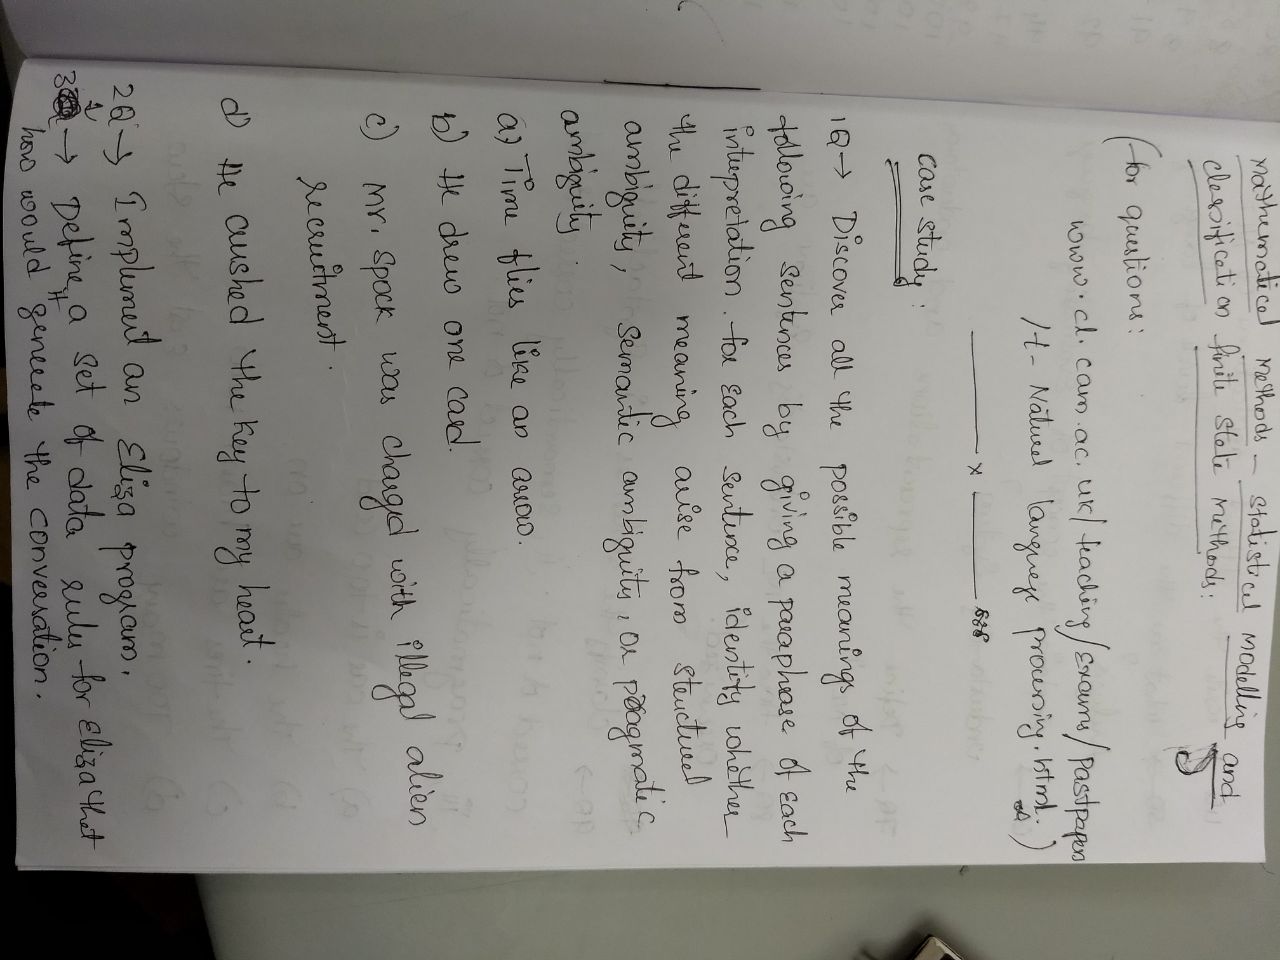 Mathematical Methods - Statistical Modelling and
classification finite state methods:
(for questions:
www.cl.cam.ac.uk/teaching/Exams/pastpapers
/t-Natural language processing.html.)
x
case study:
1Q→ Discover all the possible meanings of the
following sentences by giving a paraphrase of each
interpretation. for each sentence, identify whether
the different meaning arise from structural
ambiguity, semantic ambiguity, or pragmatic
ambiguity.
a) Time flies like an arrow.
b) He drew one card.
c) Mr. Spock was charged with illegal alien
recruitment.
d) He crushed the key to my heart.
2Q→ Implement an Eliza program.
3 → Define a set of data rules for Eliza that
how would it generate the conversation.